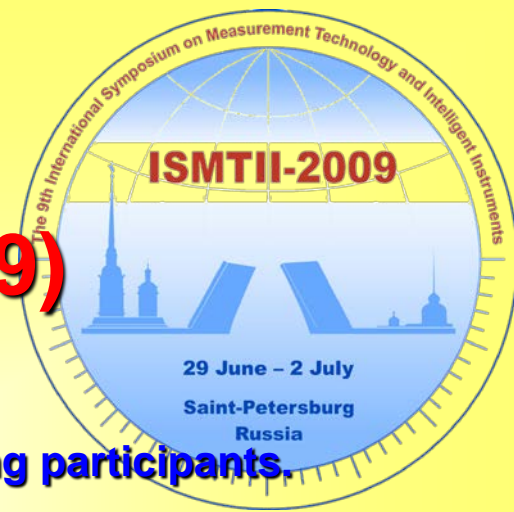 The 9th International Symposium on Measurement Technology and Intelligent Instruments
ISMTII-2009
9)
29 June – 2 July
Saint-Petersburg
Russia
g participants.